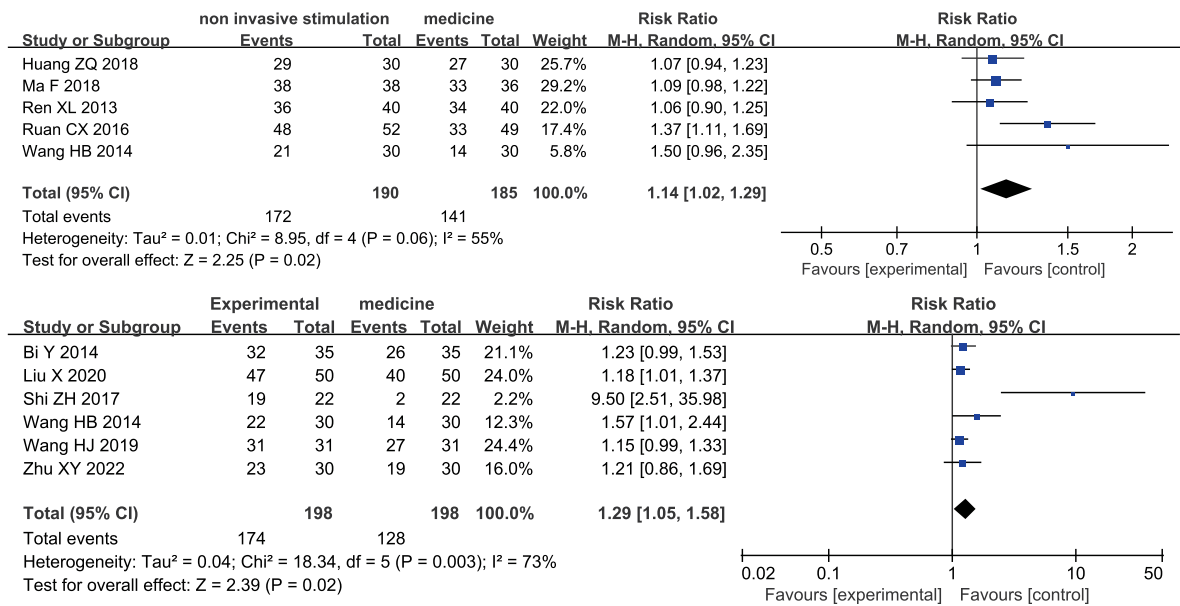 non invasive stimulation medicine Risk Ratio Risk Ratio
Study or Subgroup Events Total Events Total Weight M-H, Random, 95% CI M-H, Random, 95% CI
Huang ZQ 2018 29 30 27 30 25.7% 1.07 [0.94, 1.23]
Ma F 2018 38 38 33 36 29.2% 1.09 [0.98, 1.22]
Ren XL 2013 36 40 34 40 22.0% 1.06 [0.90, 1.25]
Ruan CX 2016 48 52 33 49 17.4% 1.37 [1.11, 1.69]
Wang HB 2014 21 30 14 30 5.8% 1.50 [0.96, 2.35]
Total (95% CI) 190 185 100.0% 1.14 [1.02, 1.29]
Total events 172 141
Heterogeneity: Tau² = 0.01; Chi² = 8.95, df = 4 (P = 0.06); I² = 55%
Test for overall effect: Z = 2.25 (P = 0.02)
0.5 0.7 1 1.5 2
Favours [experimental] Favours [control]
Experimental medicine Risk Ratio Risk Ratio
Study or Subgroup Events Total Events Total Weight M-H, Random, 95% CI M-H, Random, 95% CI
Bi Y 2014 32 35 26 35 21.1% 1.23 [0.99, 1.53]
Liu X 2020 47 50 40 50 24.0% 1.18 [1.01, 1.37]
Shi ZH 2017 19 22 2 22 2.2% 9.50 [2.51, 35.98]
Wang HB 2014 22 30 14 30 12.3% 1.57 [1.01, 2.44]
Wang HJ 2019 31 31 27 31 24.4% 1.15 [0.99, 1.33]
Zhu XY 2022 23 30 19 30 16.0% 1.21 [0.86, 1.69]
Total (95% CI) 198 198 100.0% 1.29 [1.05, 1.58]
Total events 174 128
Heterogeneity: Tau² = 0.04; Chi² = 18.34, df = 5 (P = 0.003); I² = 73%
Test for overall effect: Z = 2.39 (P = 0.02)
0.02 0.1 1 10 50
Favours [experimental] Favours [control]